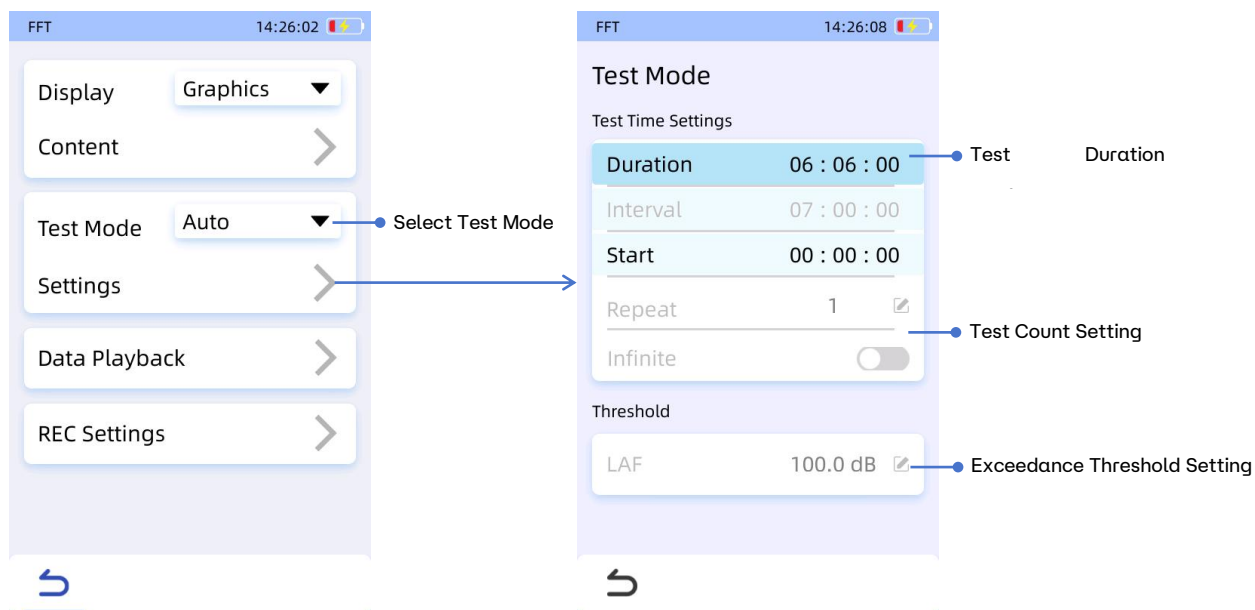 FFT 14:26:02
Display Graphics
Content
Test Mode Auto
Select Test Mode
Settings
Data Playback
REC Settings
FFT 14:26:08
Test Mode
Test Time Settings
Duration 06 : 06 : 00
Test Duration
Interval 07 : 00 : 00
Start 00 : 00 : 00
Repeat 1
Test Count Setting
Infinite
Threshold
LAF 100.0 dB
Exceedance Threshold Setting